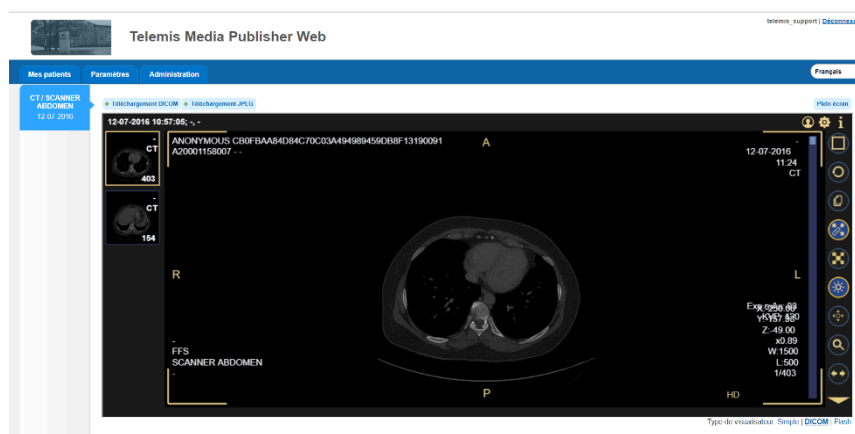 telemis_support | Déconnexi
Telemis Media Publisher Web
Mes patients Paramètres Administration Français
CT / SCANNER
ABDOMEN
12 07 2016
Téléchargement DICOM Téléchargement JPEG Plein écran
12-07-2016 10:57:05; -, -
-
CT
403
-
CT
154
ANONYMOUS CB0FBAA84D84C70C03A494989459DB8F13190091
A20001158007 - -
A
-
12-07-2016
11:24
CT
R
L
Z:-49.00
x0.89
W:1500
L:500
1/403
-
FFS
SCANNER ABDOMEN
-
P
HD
Type de visualisateur Simple | DICOM | Flash